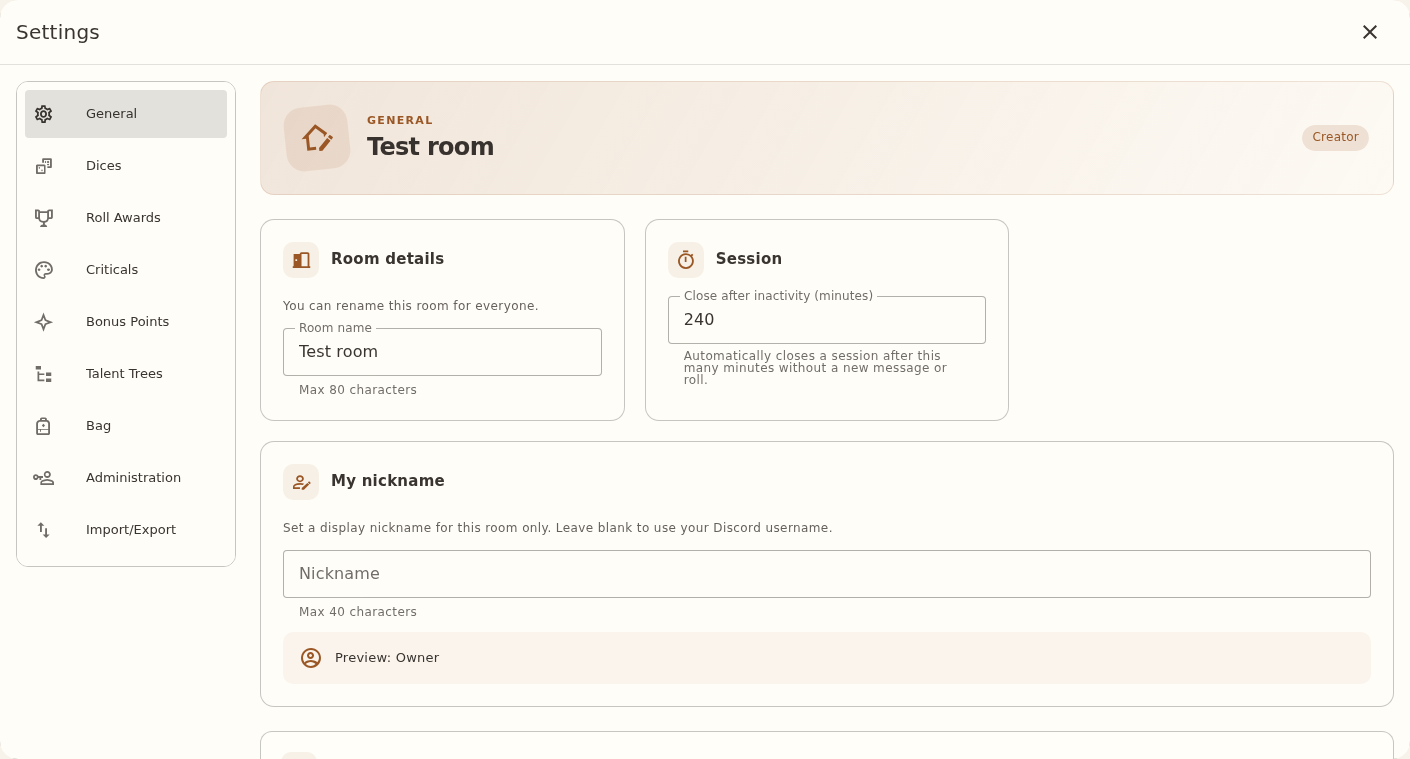 Settings
General
Dices
Roll Awards
Criticals
Bonus Points
Talent Trees
Bag
Administration
Import/Export
GENERAL
Test room
Creator
Room details
You can rename this room for everyone.
Room name
Test room
Max 80 characters
Session
Close after inactivity (minutes)
240
Automatically closes a session after this
many minutes without a new message or
roll.
My nickname
Set a display nickname for this room only. Leave blank to use your Discord username.
Nickname
Max 40 characters
Preview: Owner